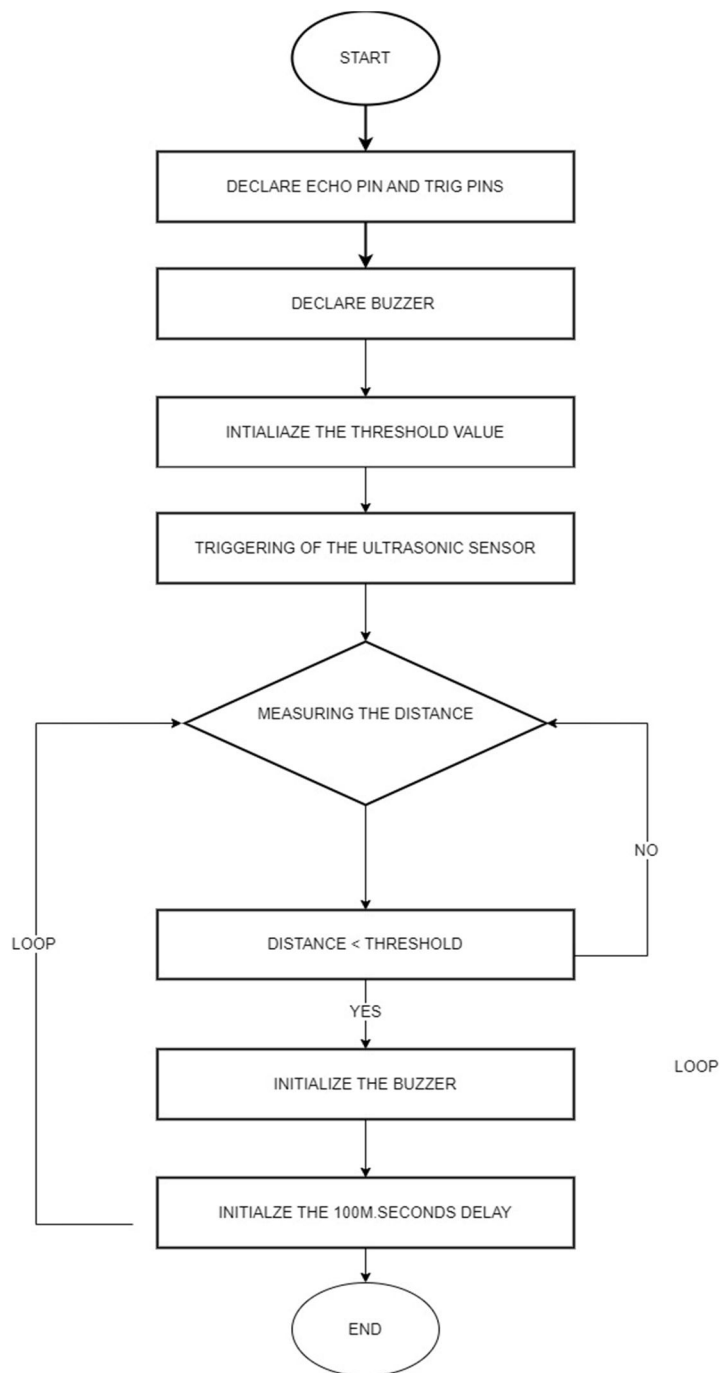 START
DECLARE ECHO PIN AND TRIG PINS
DECLARE BUZZER
INTIALIAZE THE THRESHOLD VALUE
TRIGGERING OF THE ULTRASONIC SENSOR
MEASURING THE DISTANCE
NO
LOOP
DISTANCE < THRESHOLD
YES
LOOP
INITIALIZE THE BUZZER
INITIALZE THE 100M.SECONDS DELAY
END